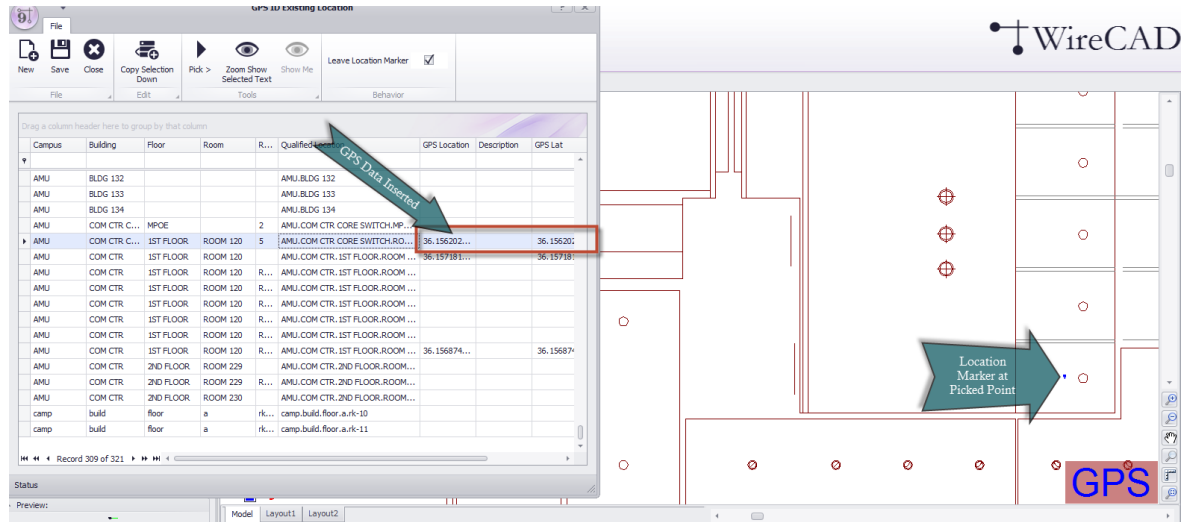 GPS ID Existing Location
File
New
Save
Close
Copy Selection Down
Pick >
Zoom Show Selected Text
Show Me
Leave Location Marker
File
Edit
Tools
Behavior
WireCAD
Drag a column header here to group by that column
Campus Building Floor Room R... Qualified Location GPS Location Description GPS Lat
AMU BLDG 132 AMU.BLDG 132
AMU BLDG 133 AMU.BLDG 133
AMU BLDG 134 AMU.BLDG 134
AMU COM CTR C... MPOE 2 AMU.COM CTR CORE SWITCH.MP...
AMU COM CTR C... 1ST FLOOR ROOM 120 5 AMU.COM CTR CORE SWITCH.RO... 36.156202... 36.156202
AMU COM CTR 1ST FLOOR ROOM 120 AMU.COM CTR.1ST FLOOR.ROOM ... 36.157181... 36.15718
AMU COM CTR 1ST FLOOR ROOM 120 R... AMU.COM CTR.1ST FLOOR.ROOM ...
AMU COM CTR 1ST FLOOR ROOM 120 R... AMU.COM CTR.1ST FLOOR.ROOM ...
AMU COM CTR 1ST FLOOR ROOM 120 R... AMU.COM CTR.1ST FLOOR.ROOM ...
AMU COM CTR 1ST FLOOR ROOM 120 R... AMU.COM CTR.1ST FLOOR.ROOM ...
AMU COM CTR 1ST FLOOR ROOM 120 R... AMU.COM CTR.1ST FLOOR.ROOM ...
AMU COM CTR 1ST FLOOR ROOM 120 R... AMU.COM CTR.1ST FLOOR.ROOM ... 36.156874... 36.156874
AMU COM CTR 2ND FLOOR ROOM 229 AMU.COM CTR.2ND FLOOR.ROOM...
AMU COM CTR 2ND FLOOR ROOM 229 R... AMU.COM CTR.2ND FLOOR.ROOM...
AMU COM CTR 2ND FLOOR ROOM 230 AMU.COM CTR.2ND FLOOR.ROOM...
camp build floor a rk... camp.build.floor.a.rk-10
camp build floor a rk... camp.build.floor.a.rk-11
Record 309 of 321
Status
Preview:
Model Layout1 Layout2
GPS Data Inserted
Location
Marker at
Picked Point
GPS